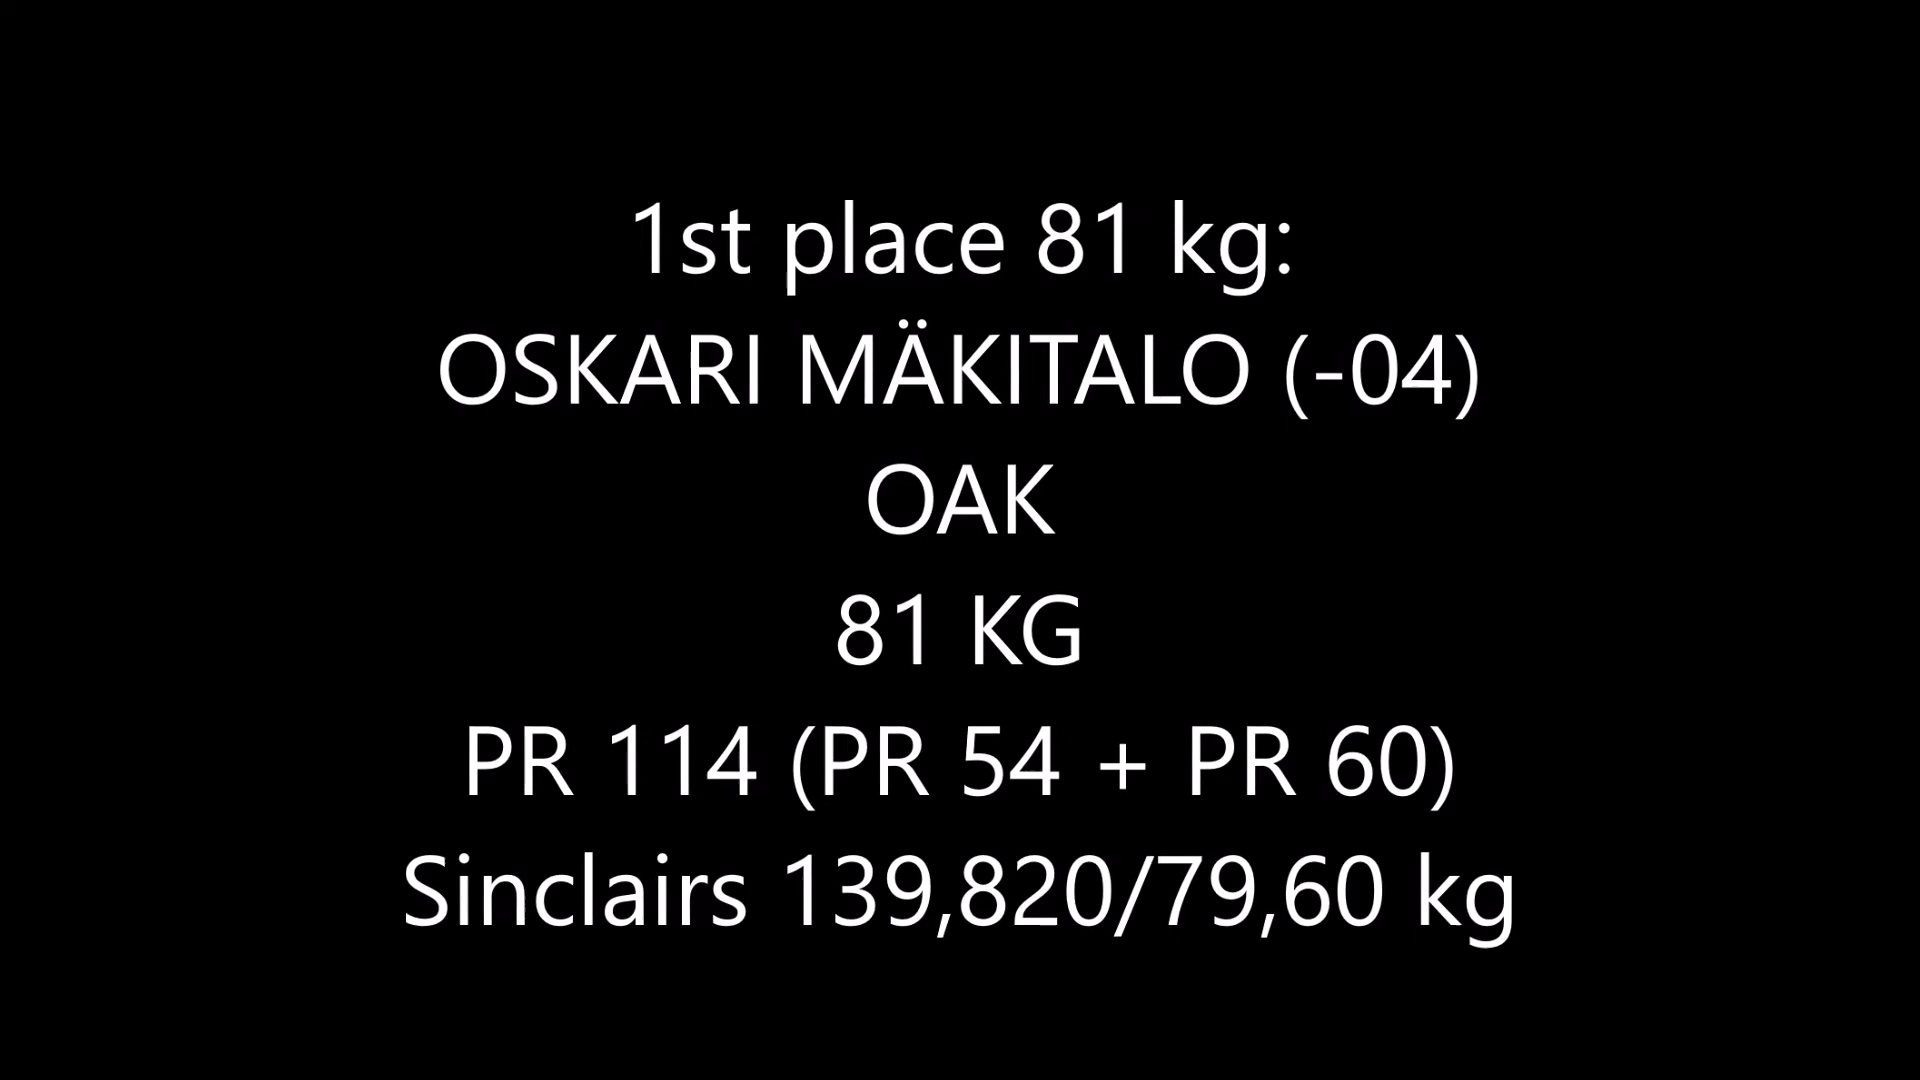 1st place 81 kg:
OSKARI MÄKITALO (-04)
OAK
81 KG
PR 114 (PR 54 + PR 60)
Sinclairs 139,820/79,60 kg